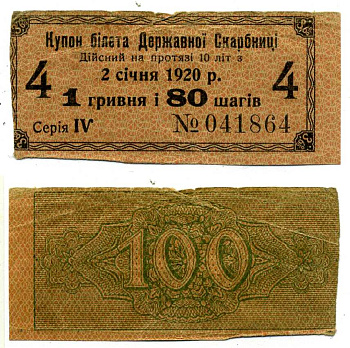 Купон білета Державної Скарбниці
4 Дійсний на протязі 10 літ з 4
2 січня 1920 р.
1 гривня і 80 шагів
Серія IV № 041864
100